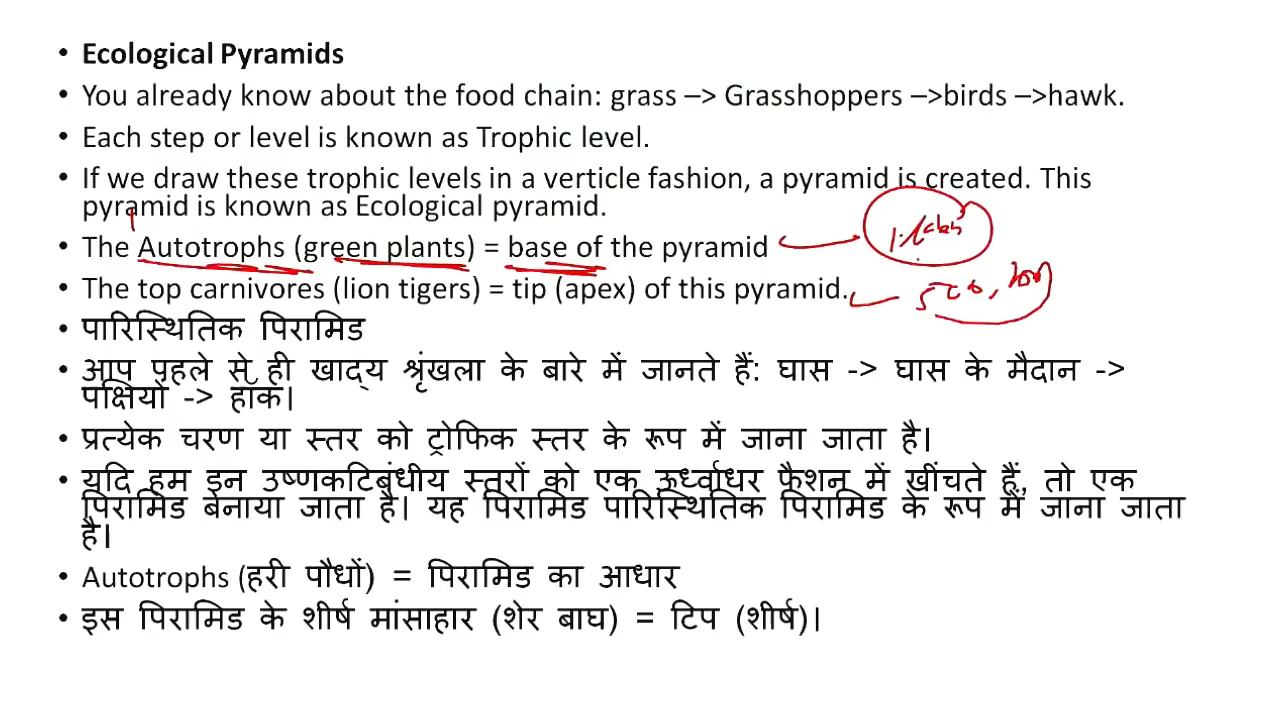 • Ecological Pyramids
• You already know about the food chain: grass –> Grasshoppers –>birds –>hawk.
• Each step or level is known as Trophic level.
• If we draw these trophic levels in a verticle fashion, a pyramid is created. This
pyramid is known as Ecological pyramid.
• The Autotrophs (green plants) = base of the pyramid
• The top carnivores (lion tigers) = tip (apex) of this pyramid.
• पारिस्थितिक पिरामिड
• आप पहले से ही खाद्य श्रृंखला के बारे में जानते हैं: घास -> घास के मैदान ->
पक्षियों -> हॉक।
• प्रत्येक चरण या स्तर को ट्रोफिक स्तर के रूप में जाना जाता है।
• यदि हम इन उष्णकटिबंधीय स्तरों को एक ऊर्ध्वाधर फैशन में खींचते हैं, तो एक
पिरामिड बनाया जाता है। यह पिरामिड पारिस्थितिक पिरामिड के रूप में जाना जाता
है।
• Autotrophs (हरी पौधों) = पिरामिड का आधार
• इस पिरामिड के शीर्ष मांसाहार (शेर बाघ) = टिप (शीर्ष)।